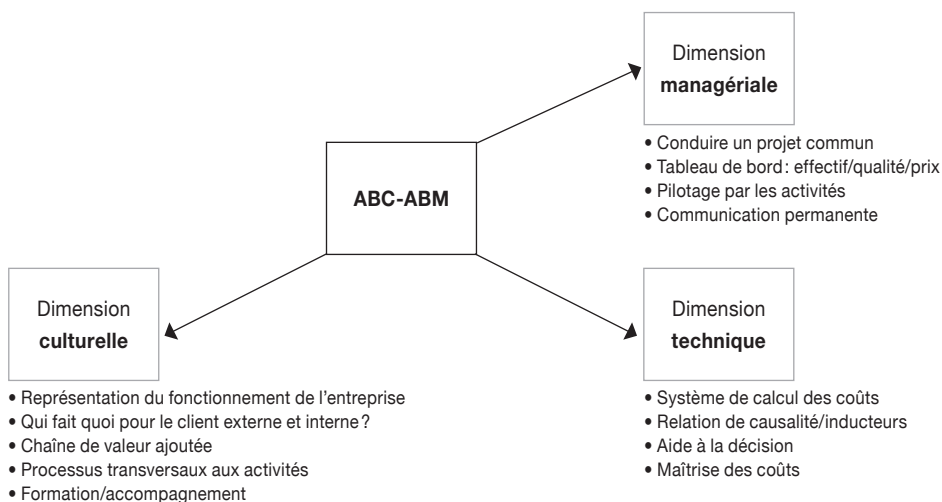 Dimension
managériale
• Conduire un projet commun
• Tableau de bord : effectif/qualité/prix
• Pilotage par les activités
• Communication permanente
ABC-ABM
Dimension
culturelle
• Représentation du fonctionnement de l’entreprise
• Qui fait quoi pour le client externe et interne ?
• Chaîne de valeur ajoutée
• Processus transversaux aux activités
• Formation/accompagnement
Dimension
technique
• Système de calcul des coûts
• Relation de causalité/inducteurs
• Aide à la décision
• Maîtrise des coûts